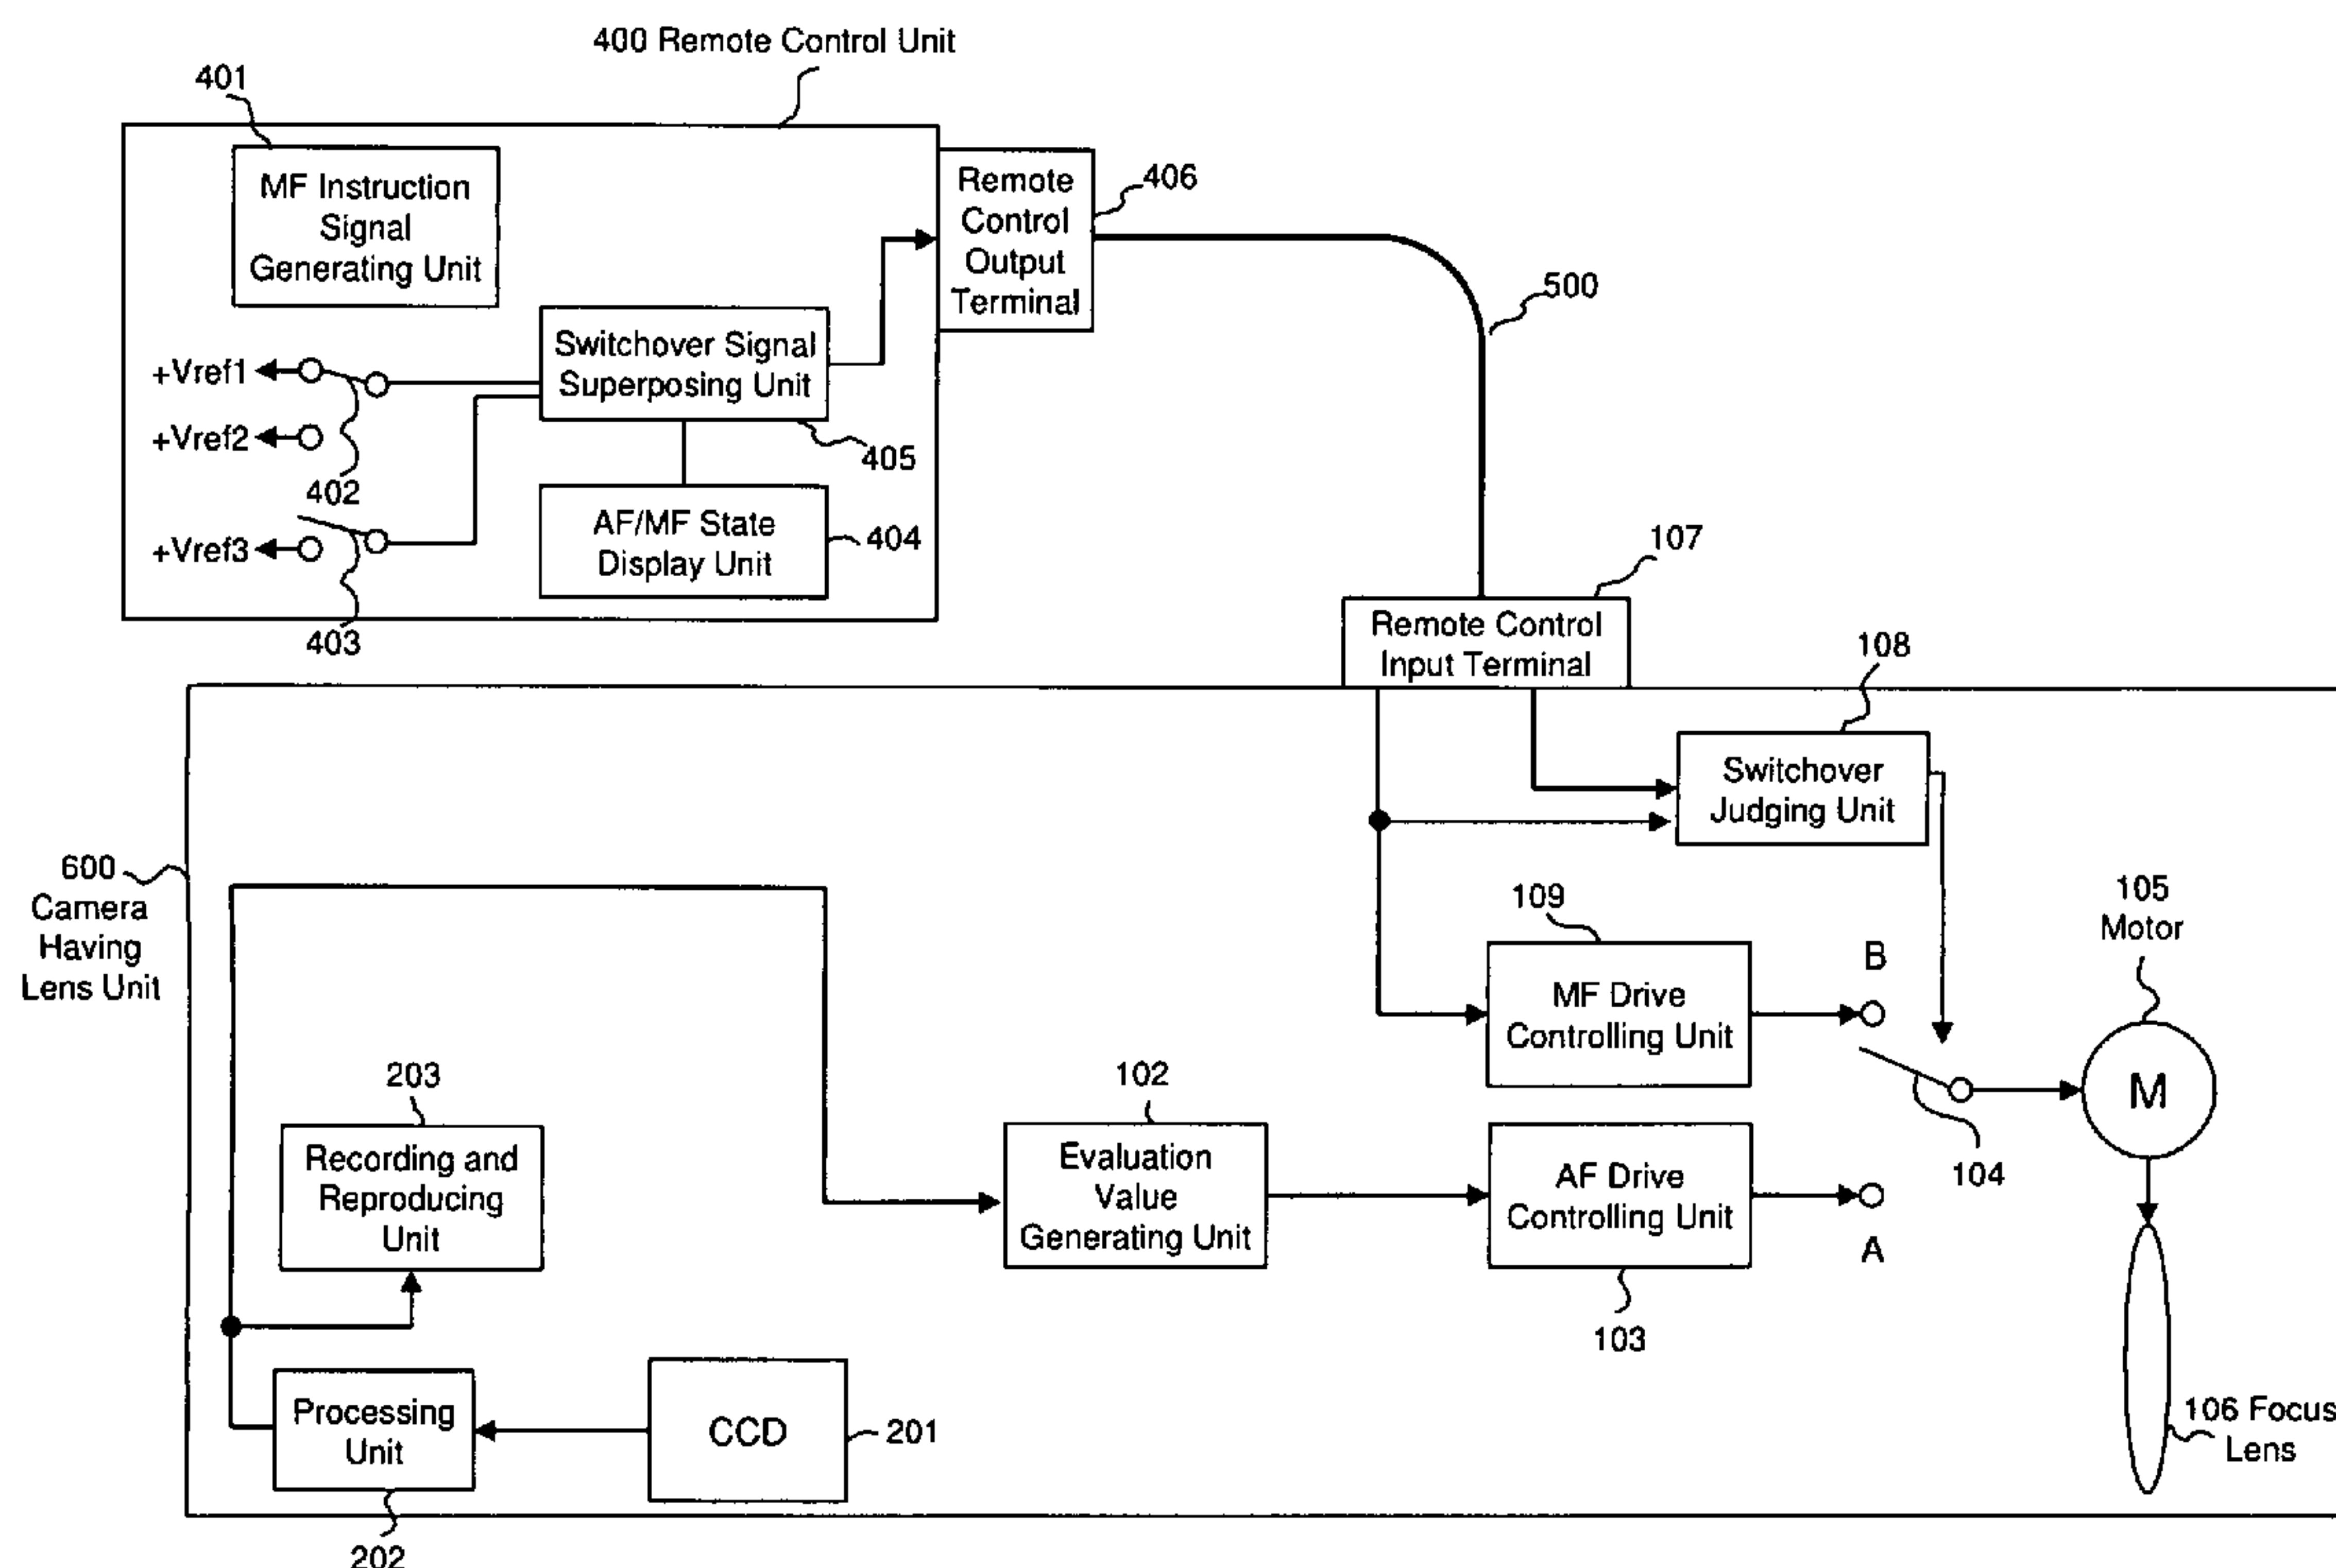 400 Remote Control Unit
401
MF Instruction
Signal
Generating Unit
Remote
Control
Output
Terminal
406
500
+Vref1
+Vref2
402
+Vref3
403
Switchover Signal
Superposing Unit
405
AF/MF State
Display Unit
404
107
Remote Control
Input Terminal
108
Switchover
Judging Unit
600
Camera
Having
Lens Unit
109
MF Drive
Controlling Unit
B
105
Motor
M
104
203
Recording and
Reproducing
Unit
102
Evaluation
Value
Generating Unit
AF Drive
Controlling Unit
A
103
Processing
Unit
202
CCD
201
106 Focus
Lens